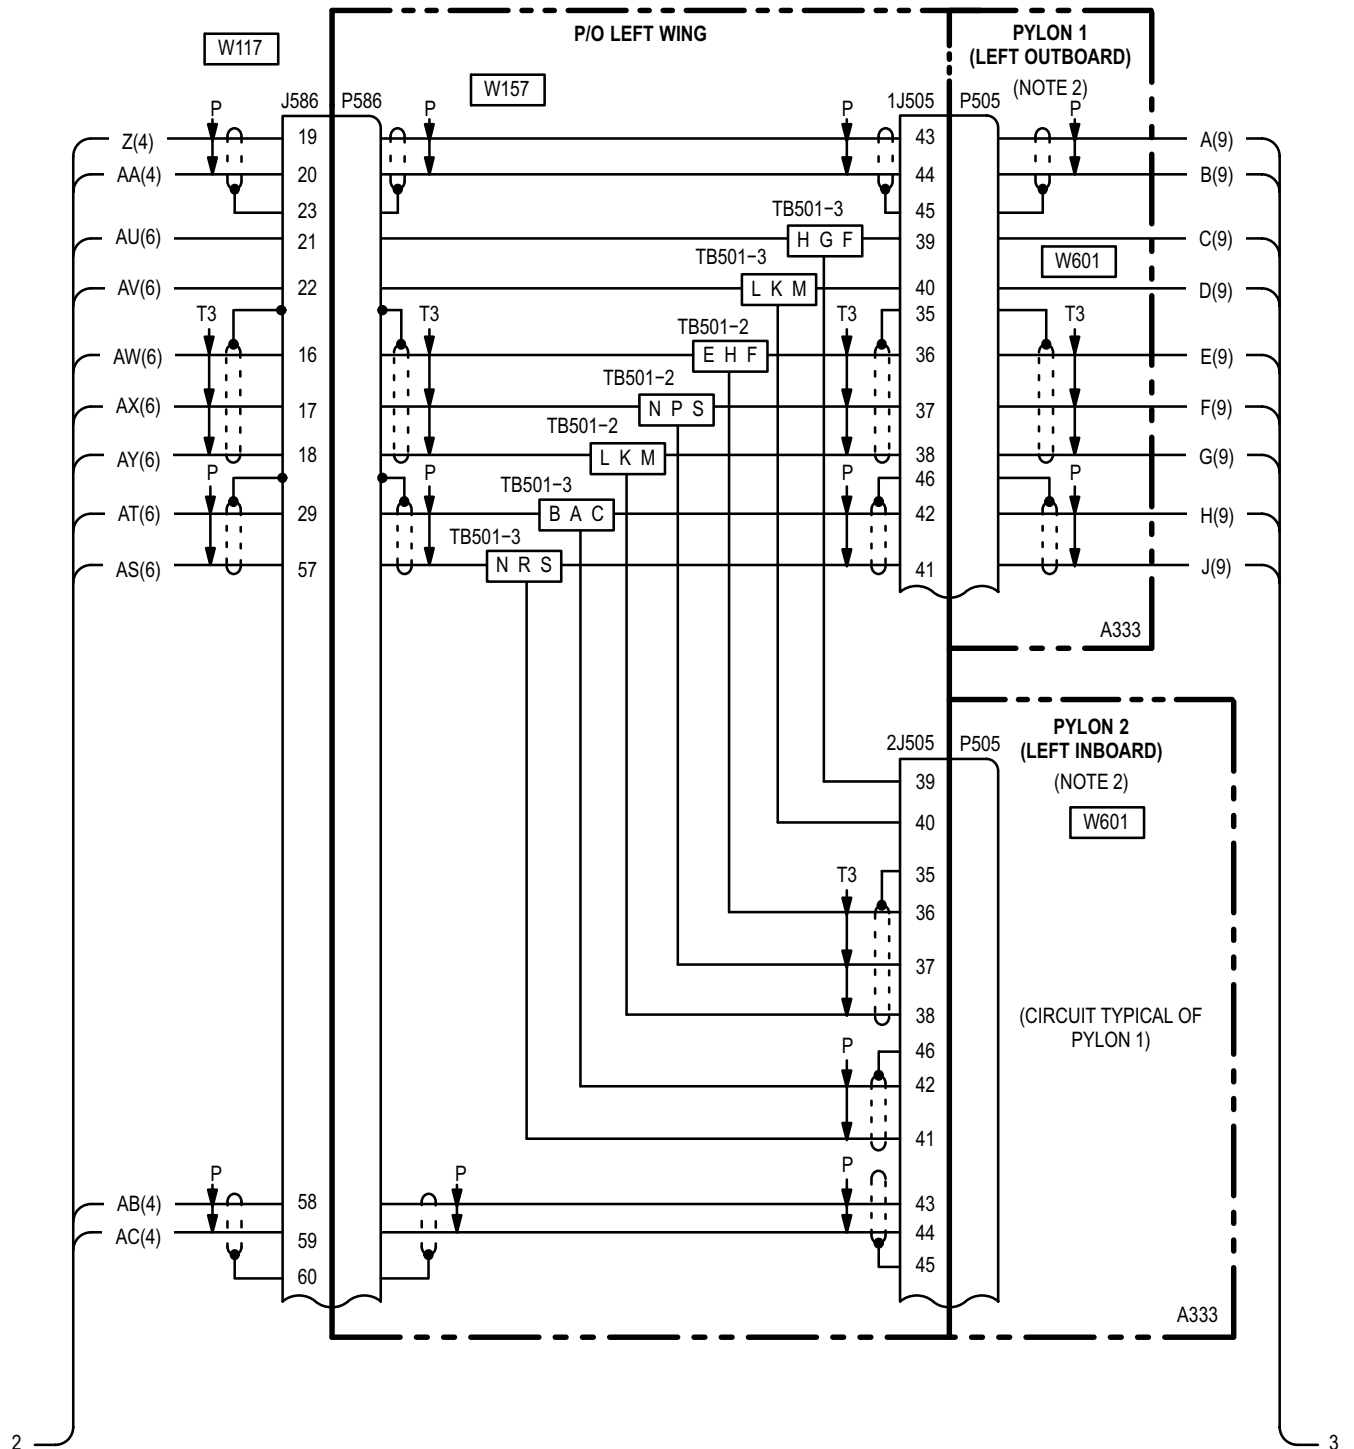 P/O LEFT WING
PYLON 1
(LEFT OUTBOARD)
(NOTE 2)
W117
W157
J586 P586
1J505 P505
P P P P
Z(4) 19 43 A(9)
AA(4) 20 44 B(9)
23 45
TB501−3
AU(6) 21 H G F 39 C(9)
TB501−3
W601
AV(6) 22 L K M 40 D(9)
35
T3 T3 T3 T3
TB501−2
AW(6) 16 E H F 36 E(9)
TB501−2
AX(6) 17 N P S 37 F(9)
TB501−2
AY(6) 18 L K M 38 G(9)
P P P 46 P
TB501−3
AT(6) 29 B A C 42 H(9)
TB501−3
AS(6) 57 N R S 41 J(9)
A333
PYLON 2
(LEFT INBOARD)
(NOTE 2)
2J505 P505
39
W601
40
T3 35
36
37
38
(CIRCUIT TYPICAL OF
PYLON 1)
P 46
42
41
P P P
AB(4) 58 43
AC(4) 59 44
60 45
A333
2 3